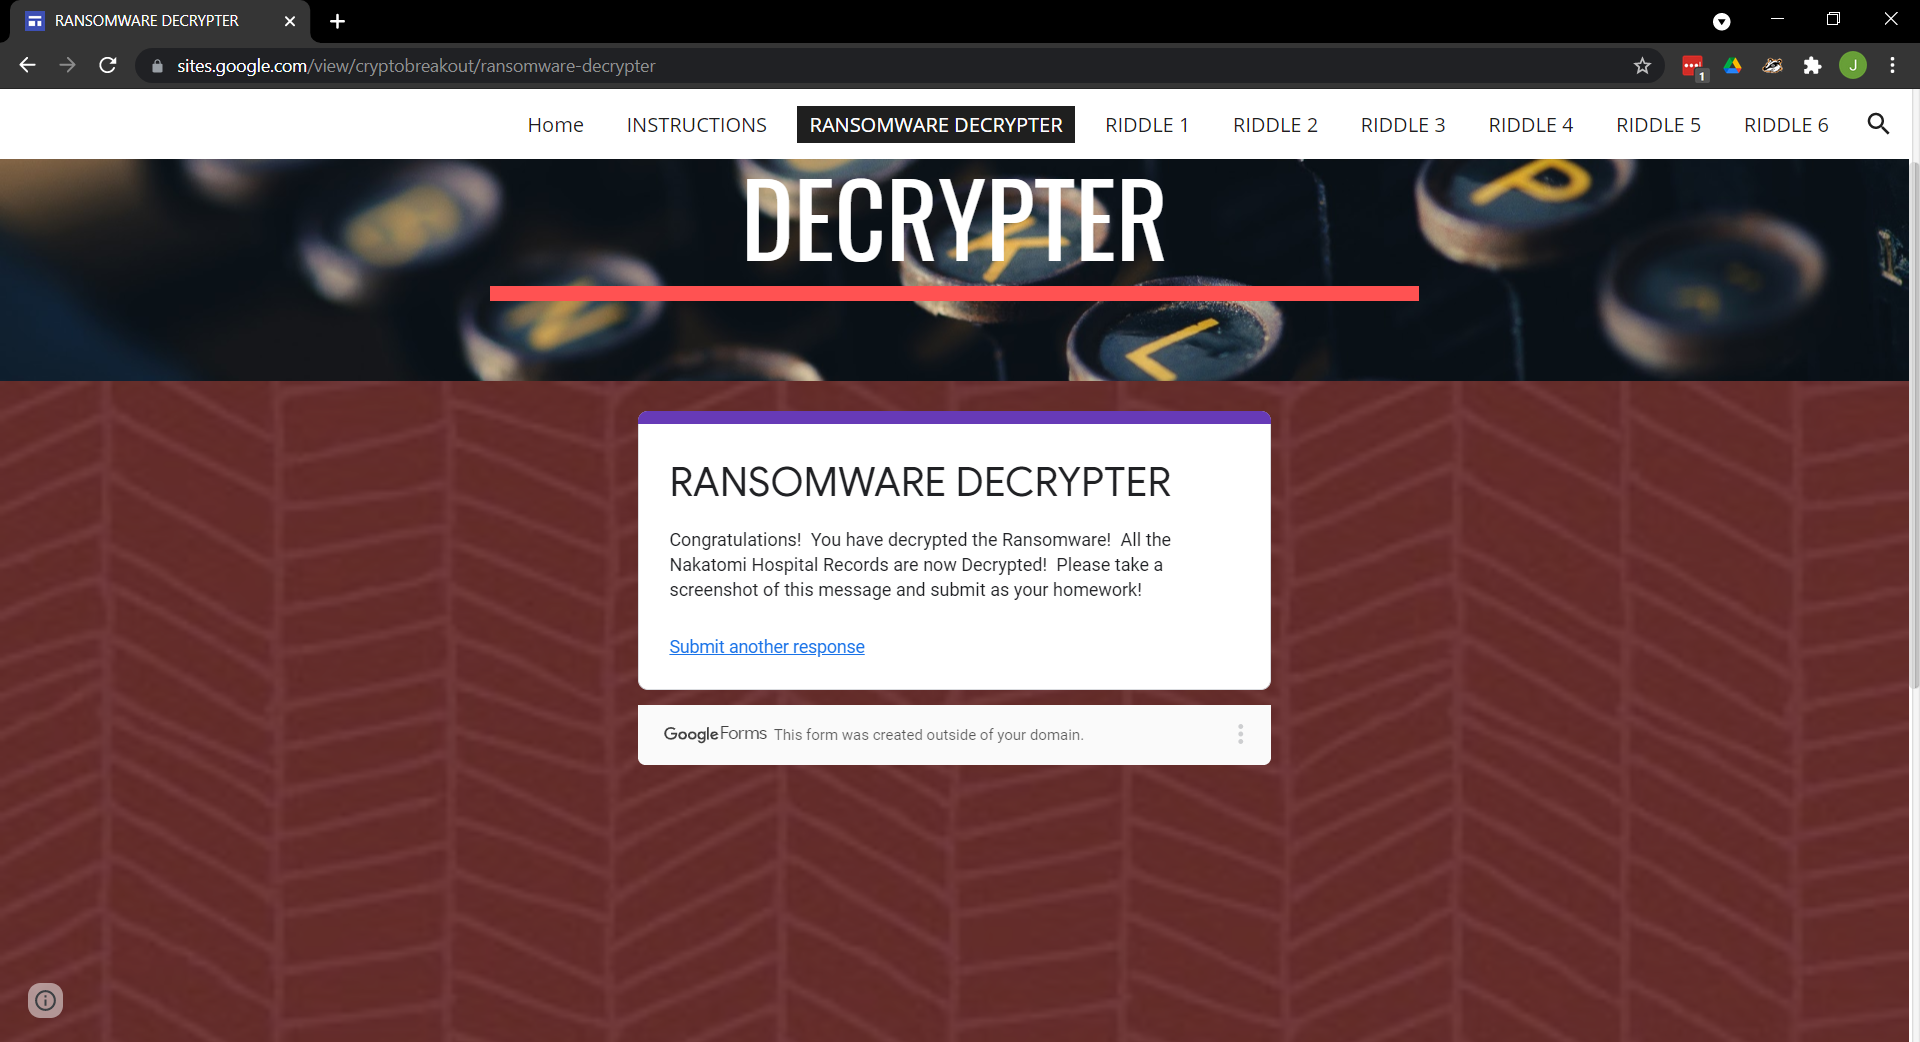 RANSOMWARE DECRYPTER
sites.google.com/view/cryptobreakout/ransomware-decrypter
1
J
Home INSTRUCTIONS RANSOMWARE DECRYPTER RIDDLE 1 RIDDLE 2 RIDDLE 3 RIDDLE 4 RIDDLE 5 RIDDLE 6
DECRYPTER
P
K
N
L
RANSOMWARE DECRYPTER
Congratulations!  You have decrypted the Ransomware!  All the
Nakatomi Hospital Records are now Decrypted!  Please take a
screenshot of this message and submit as your homework!
Submit another response
Google Forms This form was created outside of your domain.